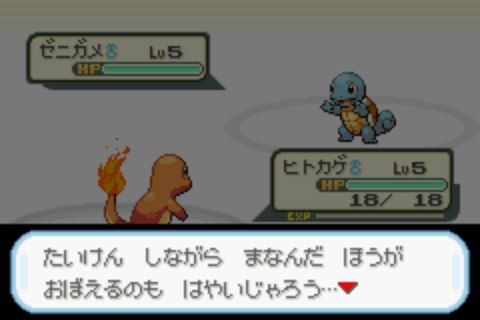 ゼニガメ♂ Lv5
HP
ヒトカゲ♂ Lv5
HP
18/ 18
EXP
たいけん しながら まなんだ ほうが
おぼえるのも はやいじゃろう…